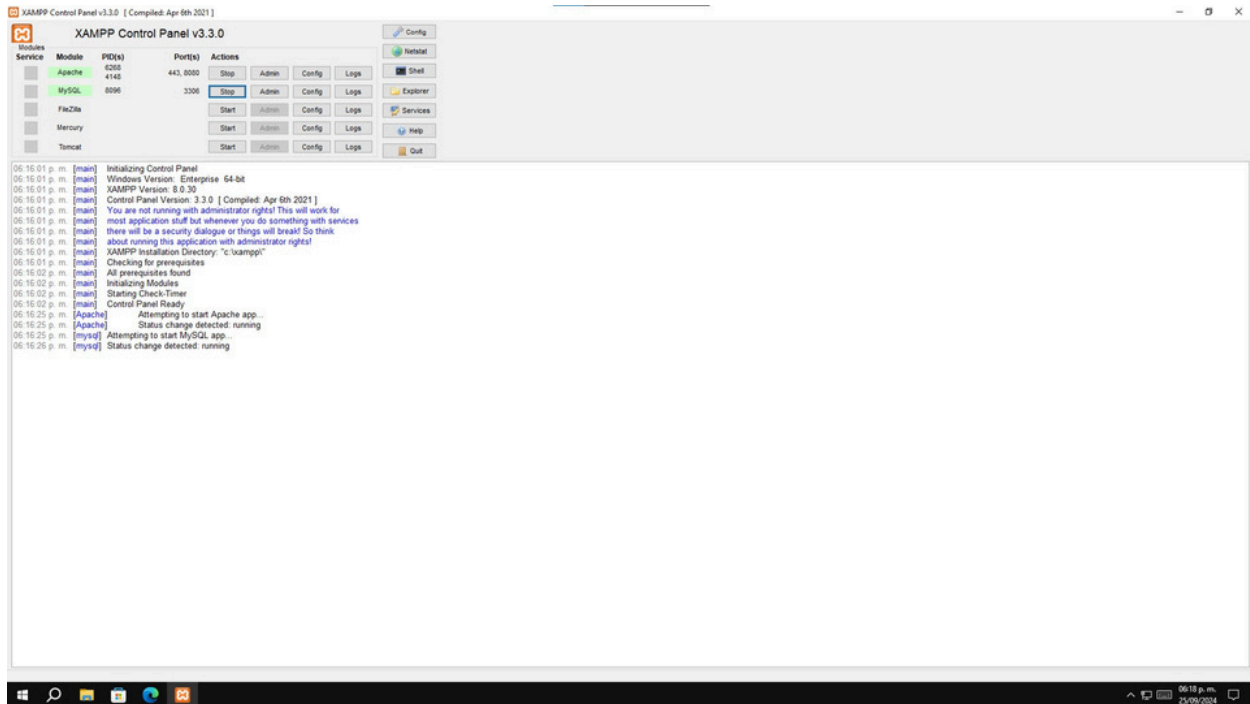 XAMPP Control Panel v3.3.0 [ Compiled: Apr 6th 2021 ]
XAMPP Control Panel v3.3.0
Config
Modules
Service Module PID(s) Port(s) Actions
Netstat
Apache 6268 4148 443, 8080 Stop Admin Config Logs
Shell
MySQL 8096 3306 Stop Admin Config Logs
Explorer
FileZilla Start Admin Config Logs
Services
Mercury Start Admin Config Logs
Help
Tomcat Start Admin Config Logs
Quit
06:16:01 p. m. [main] Initializing Control Panel
06:16:01 p. m. [main] Windows Version: Enterprise 64-bit
06:16:01 p. m. [main] XAMPP Version: 8.0.30
06:16:01 p. m. [main] Control Panel Version: 3.3.0 [ Compiled: Apr 6th 2021 ]
06:16:01 p. m. [main] You are not running with administrator rights! This will work for
06:16:01 p. m. [main] most application stuff but whenever you do something with services
06:16:01 p. m. [main] there will be a security dialogue or things will break! So think
06:16:01 p. m. [main] about running this application with administrator rights!
06:16:01 p. m. [main] XAMPP Installation Directory: "c:\xampp\"
06:16:01 p. m. [main] Checking for prerequisites
06:16:02 p. m. [main] All prerequisites found
06:16:02 p. m. [main] Initializing Modules
06:16:02 p. m. [main] Starting Check-Timer
06:16:02 p. m. [main] Control Panel Ready
06:16:25 p. m. [Apache] Attempting to start Apache app...
06:16:25 p. m. [Apache] Status change detected: running
06:16:25 p. m. [mysql] Attempting to start MySQL app...
06:16:26 p. m. [mysql] Status change detected: running
06:18 p. m.
25/09/2024